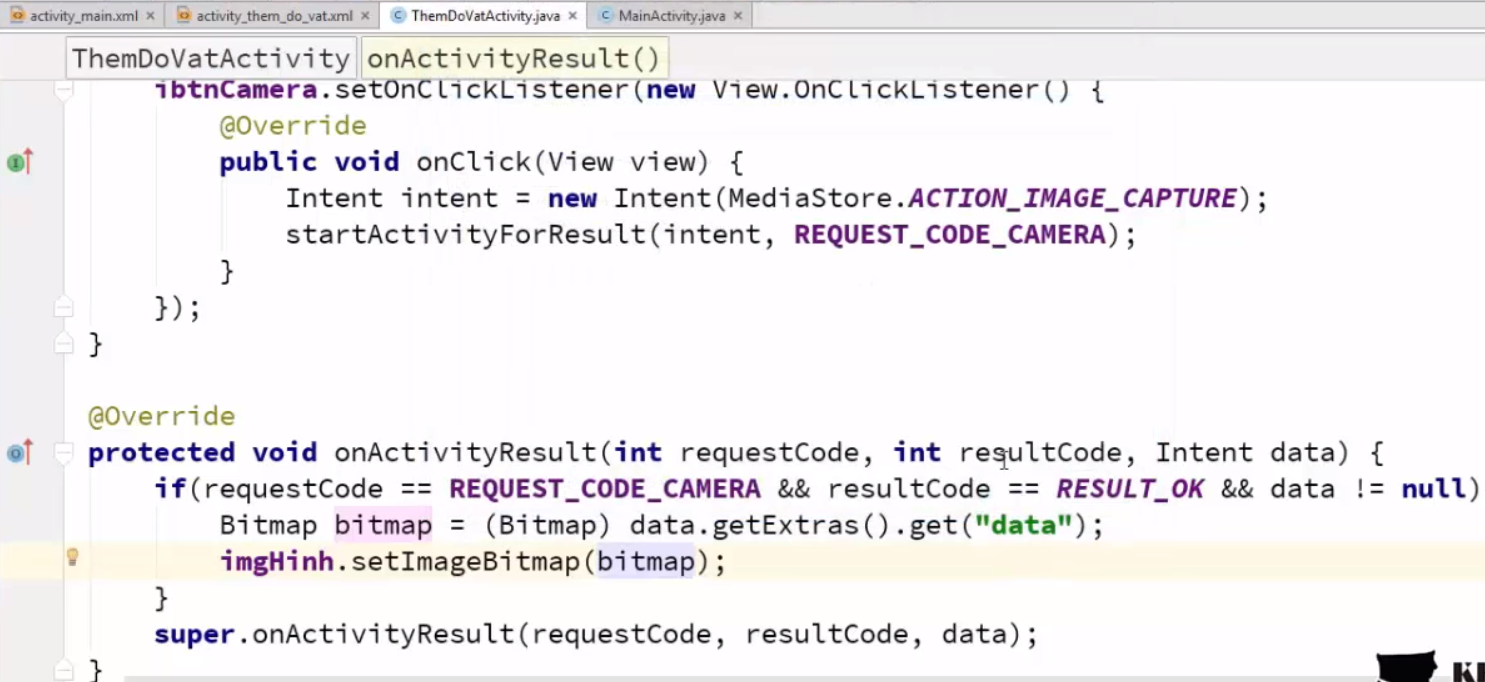 activity_main.xml × activity_them_do_vat.xml × ThemDoVatActivity.java × MainActivity.java ×
ThemDoVatActivity onActivityResult()
ibtnCamera.setOnClickListener(new View.OnClickListener() {
@Override
public void onClick(View view) {
Intent intent = new Intent(MediaStore.ACTION_IMAGE_CAPTURE);
startActivityForResult(intent, REQUEST_CODE_CAMERA);
}
});
}
@Override
protected void onActivityResult(int requestCode, int resultCode, Intent data) {
if(requestCode == REQUEST_CODE_CAMERA && resultCode == RESULT_OK && data != null)
Bitmap bitmap = (Bitmap) data.getExtras().get("data");
imgHinh.setImageBitmap(bitmap);
}
super.onActivityResult(requestCode, resultCode, data);
}